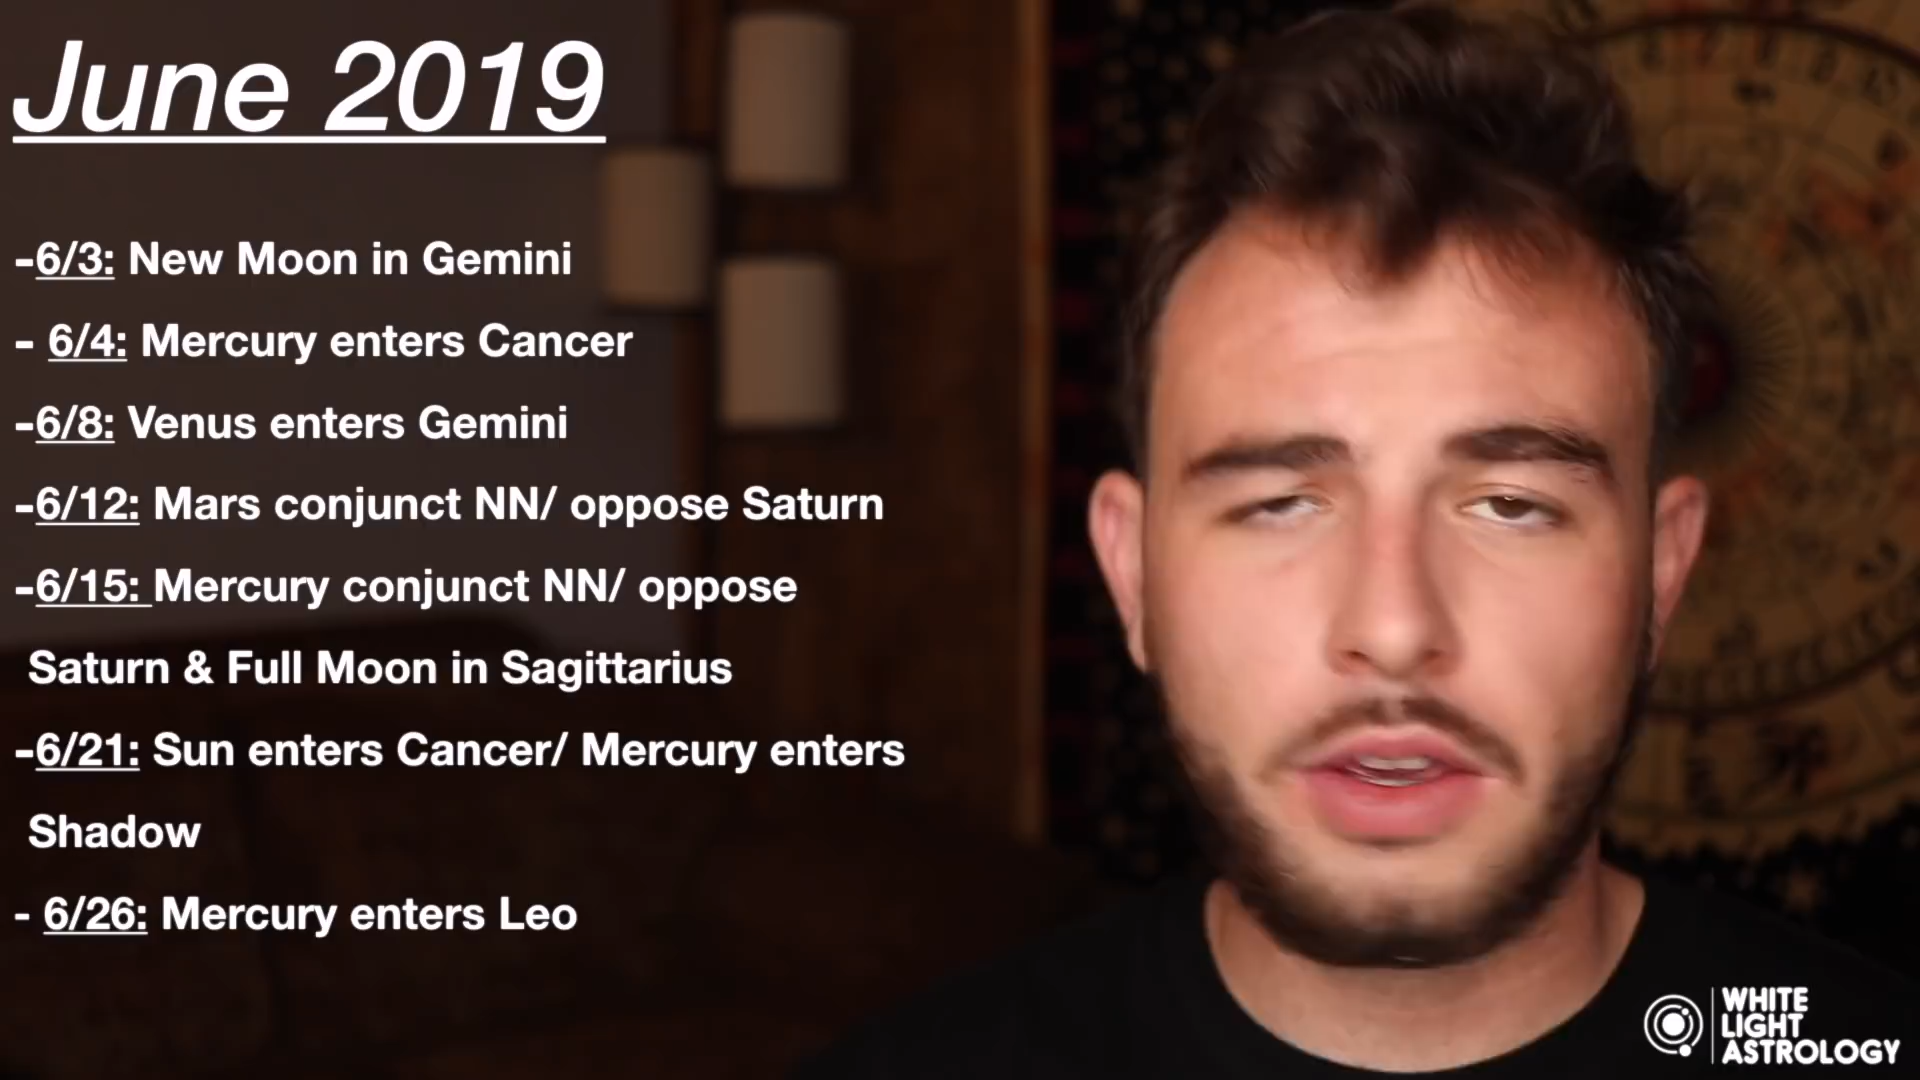 June 2019
-6/3: New Moon in Gemini
- 6/4: Mercury enters Cancer
-6/8: Venus enters Gemini
-6/12: Mars conjunct NN/ oppose Saturn
-6/15: Mercury conjunct NN/ oppose
Saturn & Full Moon in Sagittarius
-6/21: Sun enters Cancer/ Mercury enters
Shadow
- 6/26: Mercury enters Leo
WHITE
LIGHT
ASTROLOGY